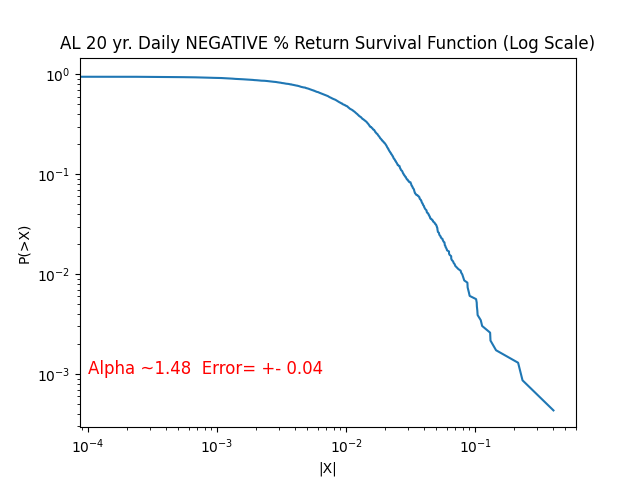 AL 20 yr. Daily NEGATIVE % Return Survival Function (Log Scale)
10⁰
10⁻¹
10⁻²
10⁻³
P(>X)
Alpha ~1.48  Error= +- 0.04
10⁻⁴ 10⁻³ 10⁻² 10⁻¹
|X|